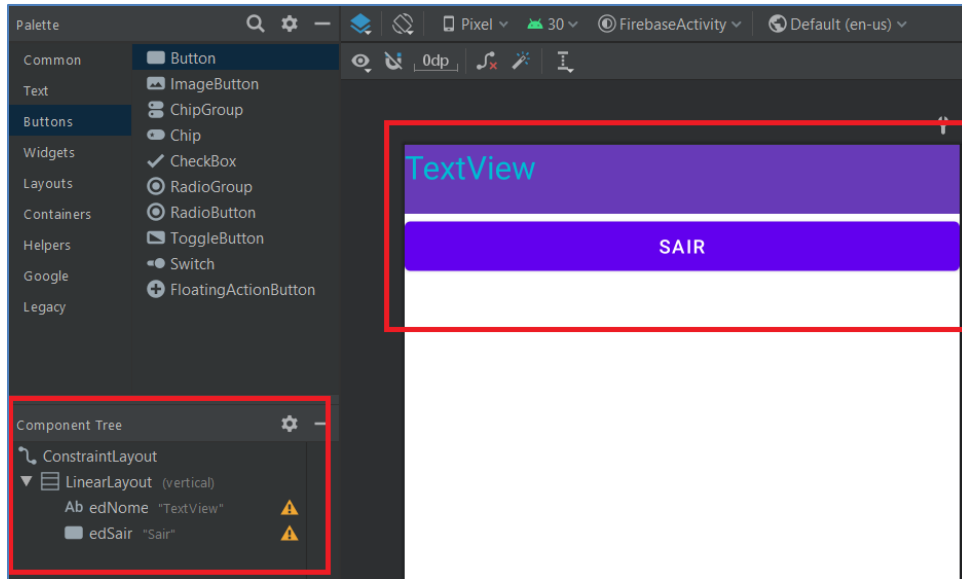 Palette
Common
Text
Buttons
Widgets
Layouts
Containers
Helpers
Google
Legacy
Button
ImageButton
ChipGroup
Chip
CheckBox
RadioGroup
RadioButton
ToggleButton
Switch
FloatingActionButton
Component Tree
ConstraintLayout
LinearLayout (vertical)
Ab edNome "TextView"
edSair "Sair"
Pixel 30 FirebaseActivity Default (en-us)
0dp
TextView
SAIR